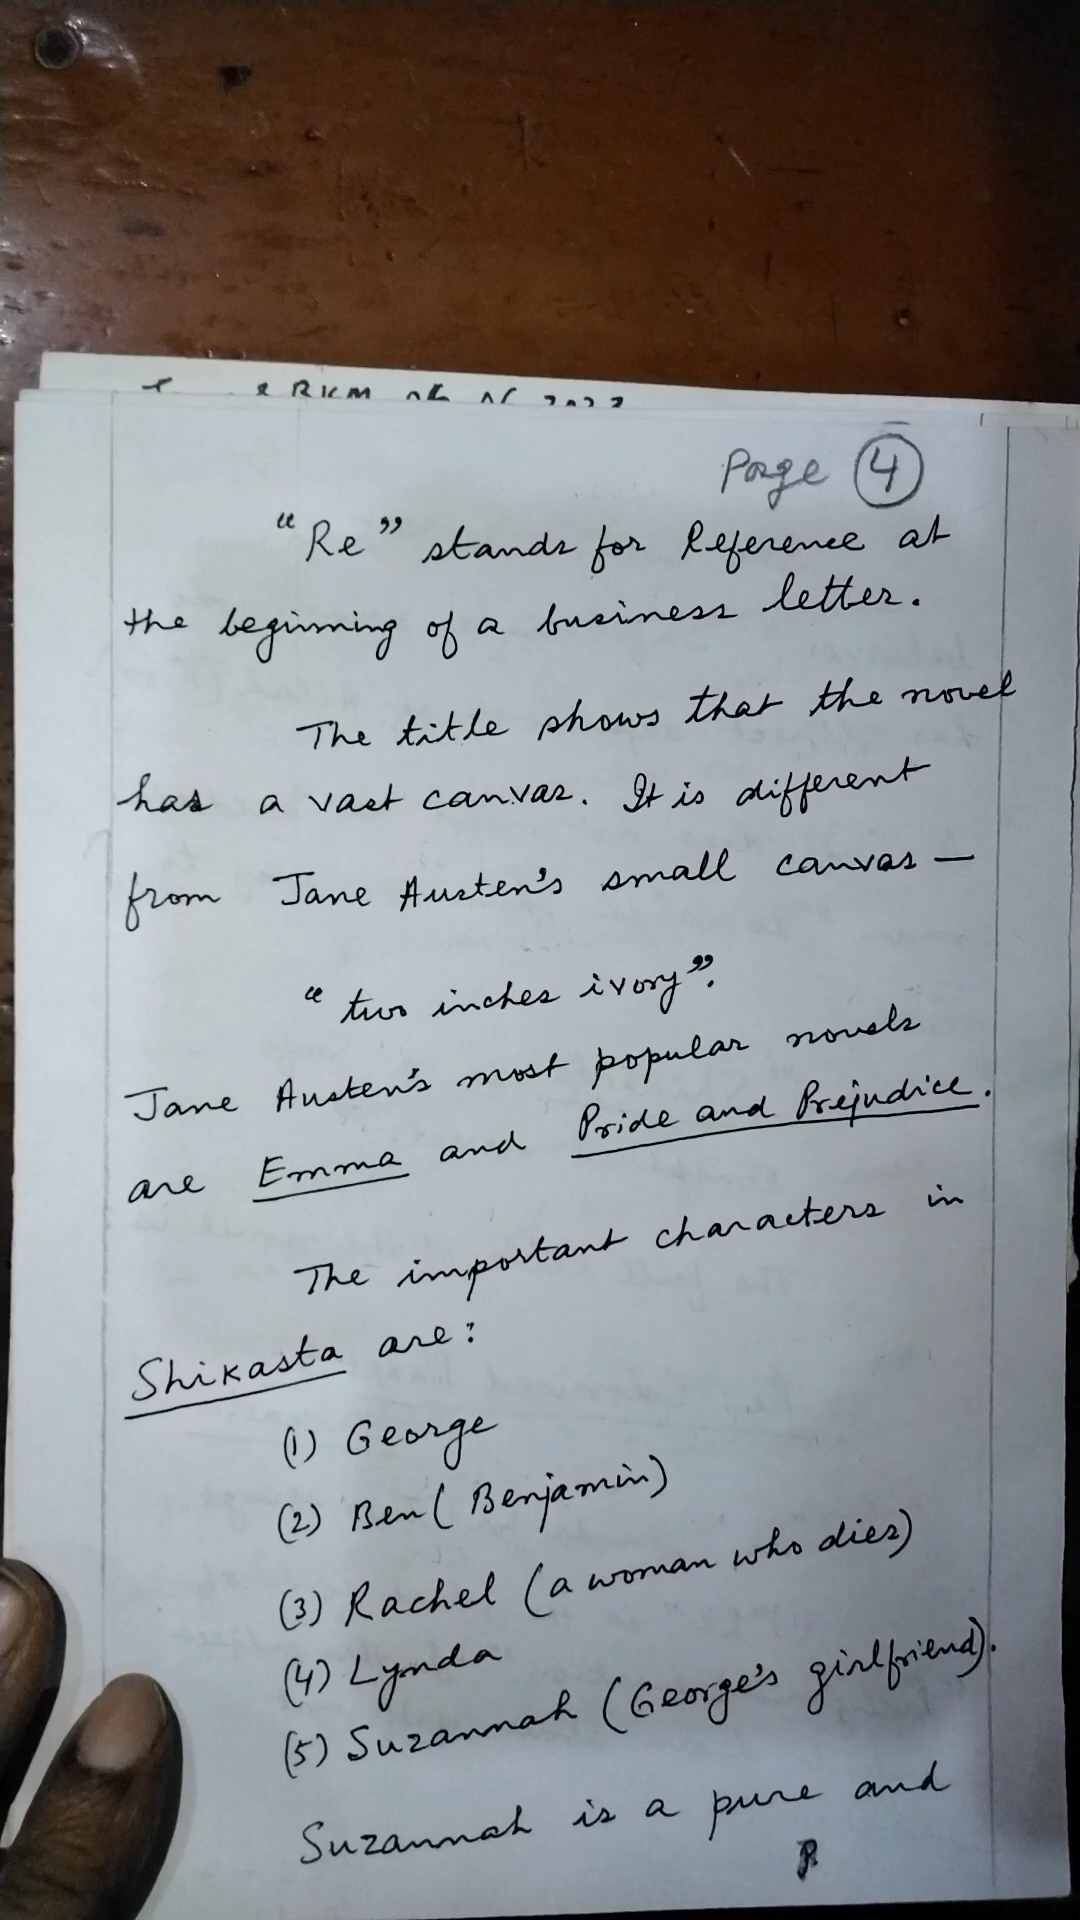 RKM
Page 4
"Re" stands for Reference at
the beginning of a business letter.
The title shows that the novel
has a vast canvas. It is different
from Jane Austen's small canvas —
"two inches ivory".
Jane Austen's most popular novels
are Emma and Pride and Prejudice.
The important characters in
Shikasta are:
(1) George
(2) Ben (Benjamin)
(3) Rachel (a woman who dies)
(4) Lynda
(5) Suzannah (George's girlfriend).
Suzannah is a pure and